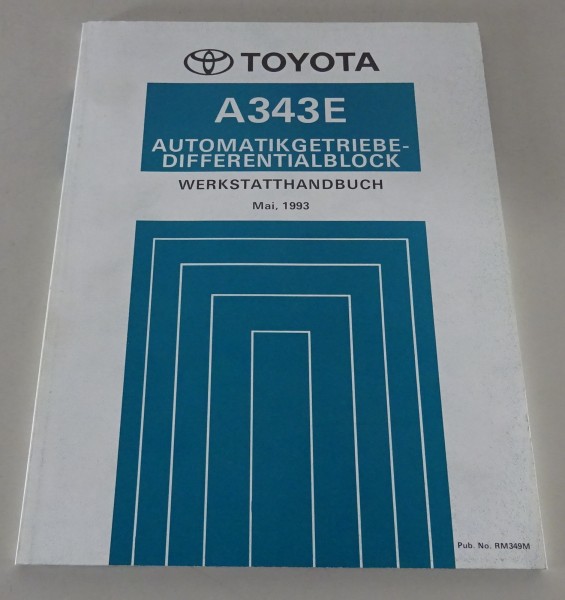 TOYOTA
A343E
AUTOMATIKGETRIEBE-
DIFFERENTIALBLOCK
WERKSTATTHANDBUCH
Mai, 1993
Pub. No. RM349M